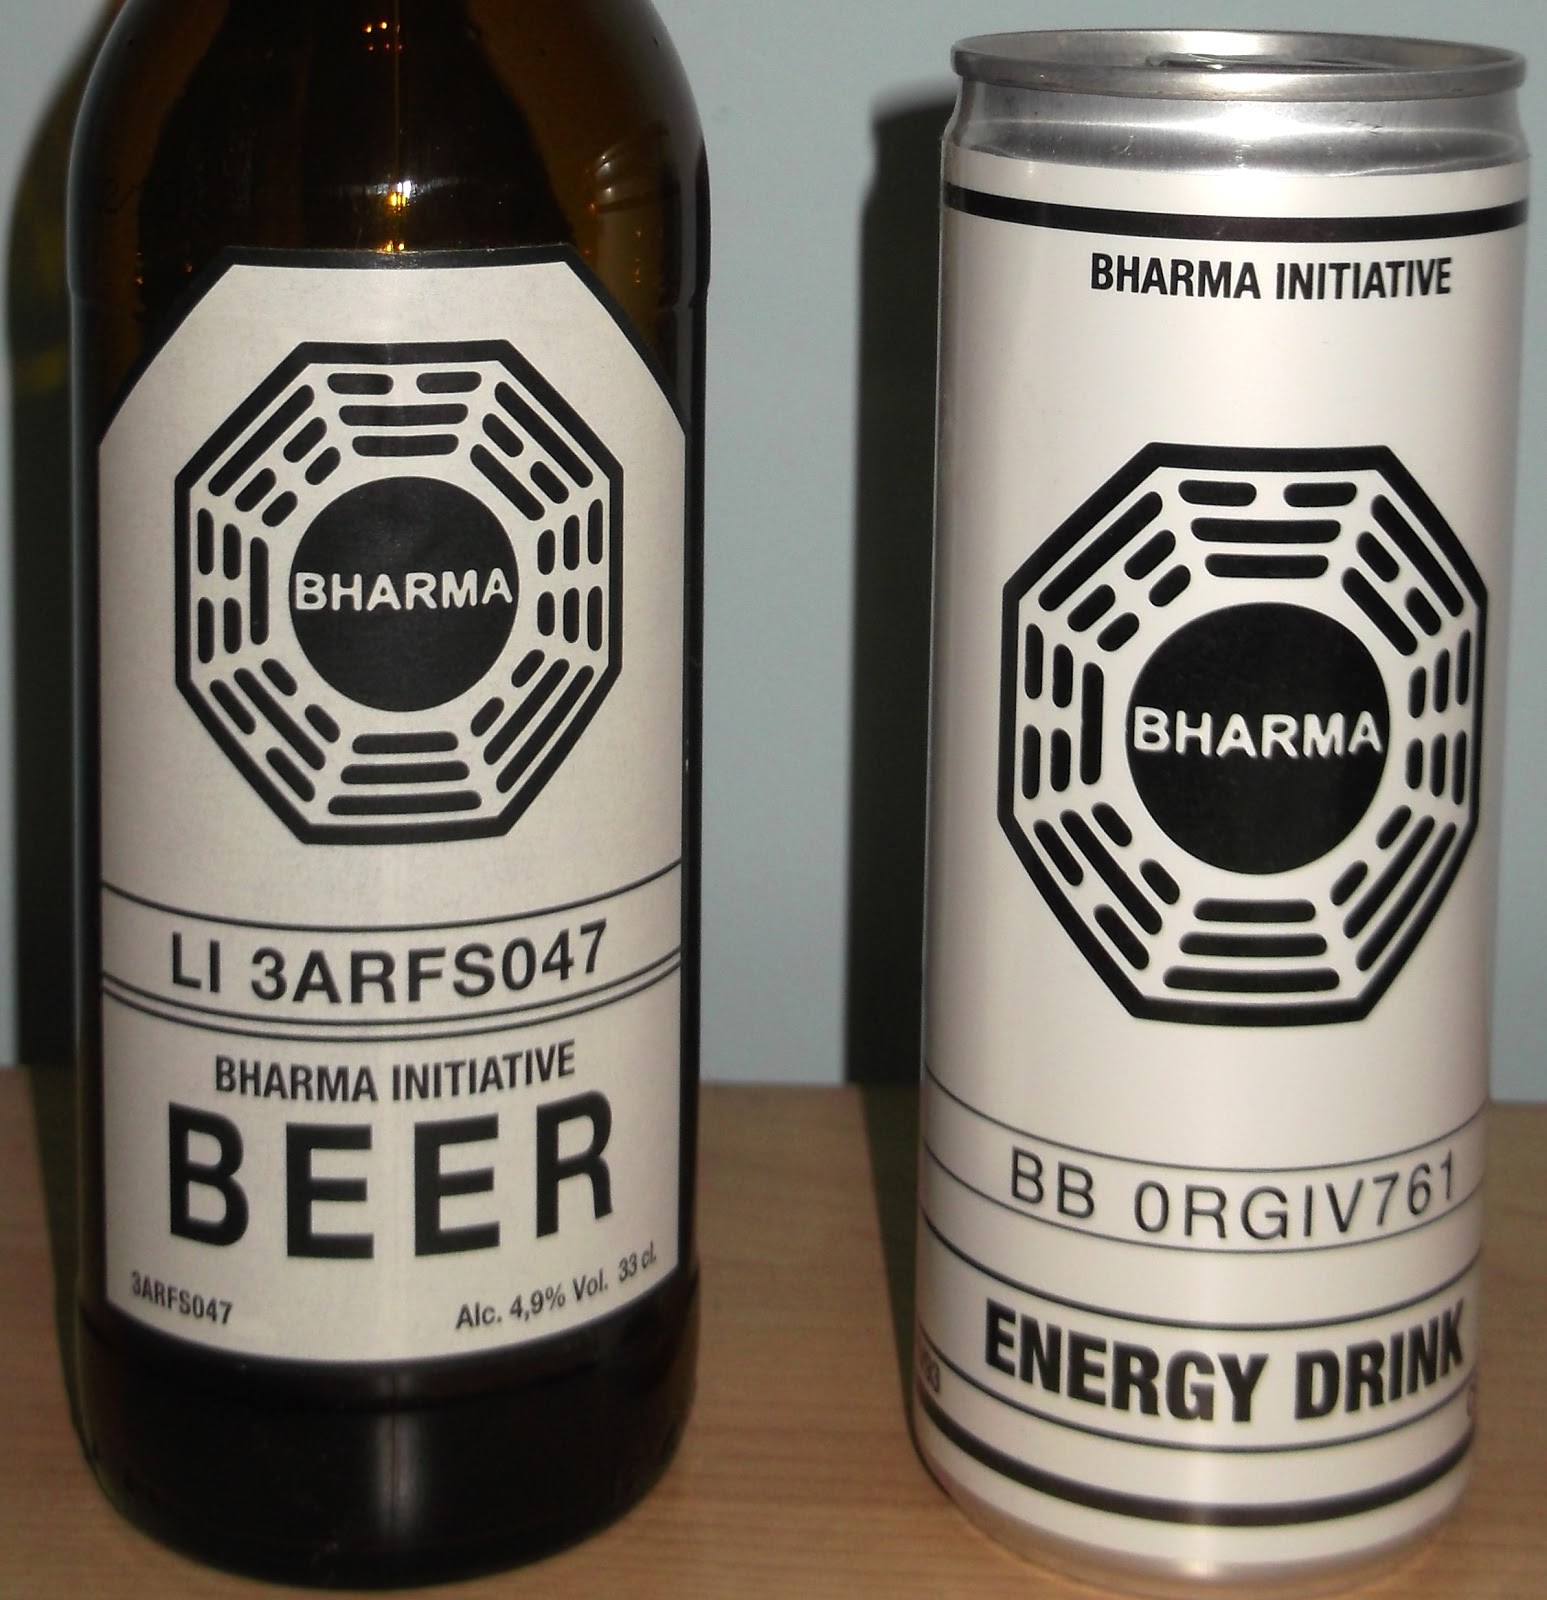 BHARMA
LI 3ARFS047
BHARMA INITIATIVE
BEER
3ARFS047
Alc. 4,9% Vol. 33 cl.
BHARMA INITIATIVE
BHARMA
BB 0RGIV761
ENERGY DRINK